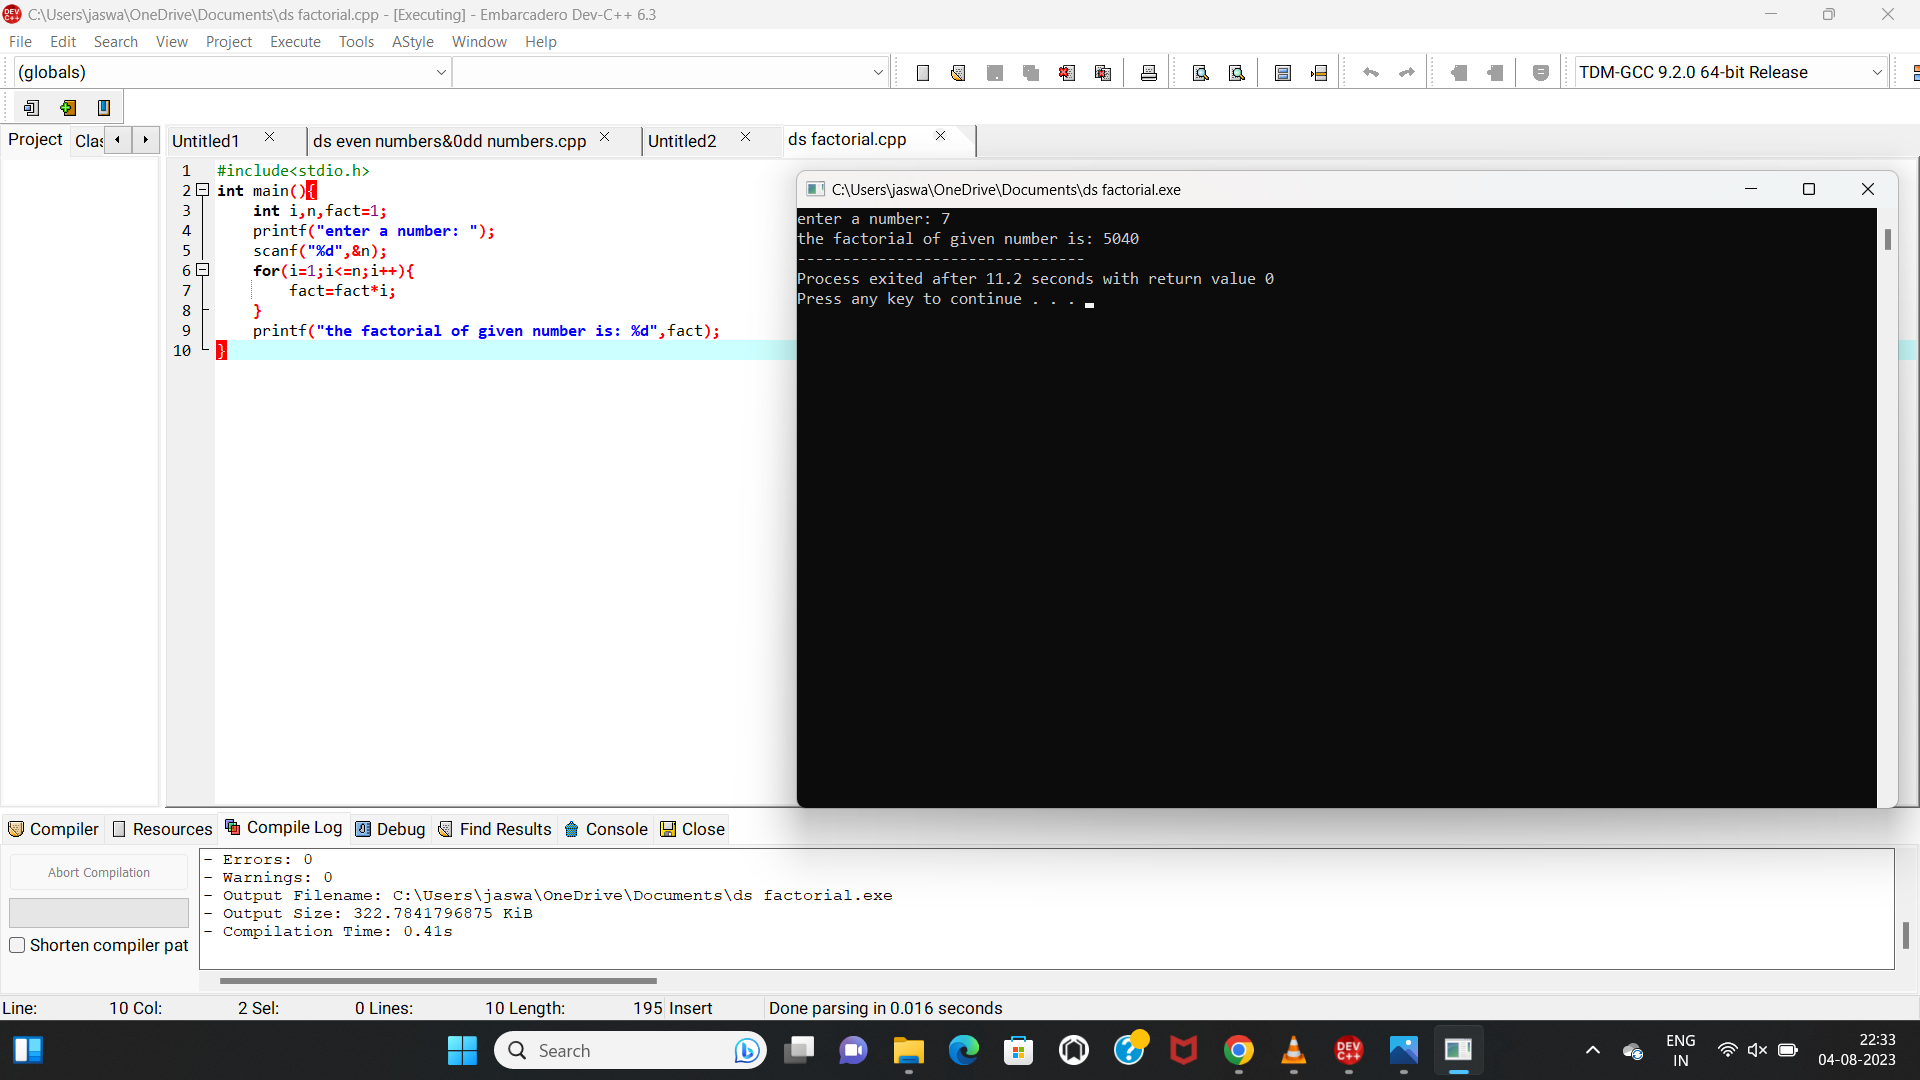 C:\Users\jaswa\OneDrive\Documents\ds factorial.cpp - [Executing] - Embarcadero Dev-C++ 6.3
File Edit Search View Project Execute Tools AStyle Window Help
(globals)
TDM-GCC 9.2.0 64-bit Release
Project Clas
Untitled1 ds even numbers&0dd numbers.cpp Untitled2 ds factorial.cpp
1 #include<stdio.h>
2 int main(){
3 int i,n,fact=1;
4 printf("enter a number: ");
5 scanf("%d",&n);
6 for(i=1;i<=n;i++){
7 fact=fact*i;
8 }
9 printf("the factorial of given number is: %d",fact);
10 }
C:\Users\jaswa\OneDrive\Documents\ds factorial.exe
enter a number: 7
the factorial of given number is: 5040
--------------------------------
Process exited after 11.2 seconds with return value 0
Press any key to continue . . .
Compiler Resources Compile Log Debug Find Results Console Close
Abort Compilation
Shorten compiler pat
- Errors: 0
- Warnings: 0
- Output Filename: C:\Users\jaswa\OneDrive\Documents\ds factorial.exe
- Output Size: 322.7841796875 KiB
- Compilation Time: 0.41s
Line: 10 Col: 2 Sel: 0 Lines: 10 Length: 195 Insert Done parsing in 0.016 seconds
Search
DEV C++
ENG
IN
22:33
04-08-2023